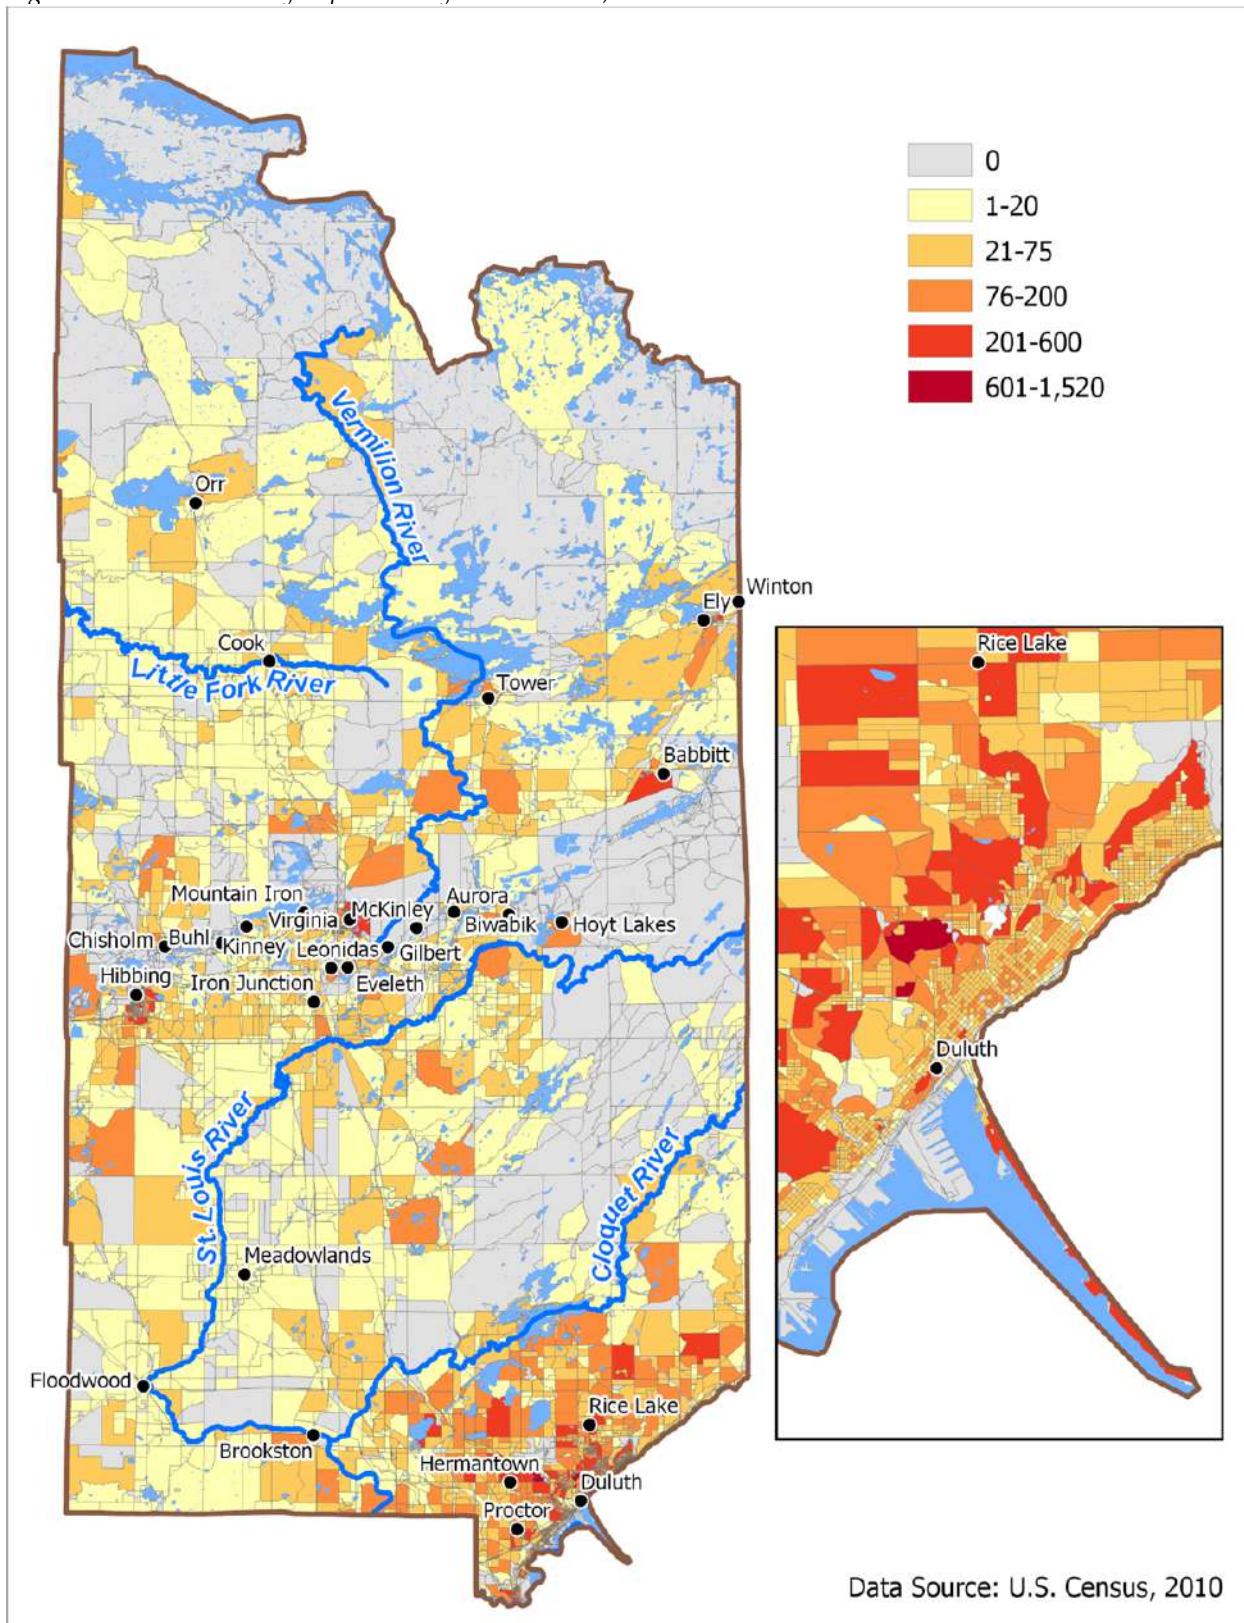 0
1-20
21-75
76-200
201-600
601-1,520
Vermilion River
Orr
Winton
Ely
Cook
Little Fork River
Tower
Babbitt
Mountain Iron
Virginia
McKinley
Aurora
Biwabik
Hoyt Lakes
Chisholm
Buhl
Kinney
Leonidas
Gilbert
Hibbing
Iron Junction
Eveleth
St. Louis River
Cloquet River
Meadowlands
Floodwood
Brookston
Rice Lake
Hermantown
Duluth
Proctor
Rice Lake
Duluth
Data Source: U.S. Census, 2010